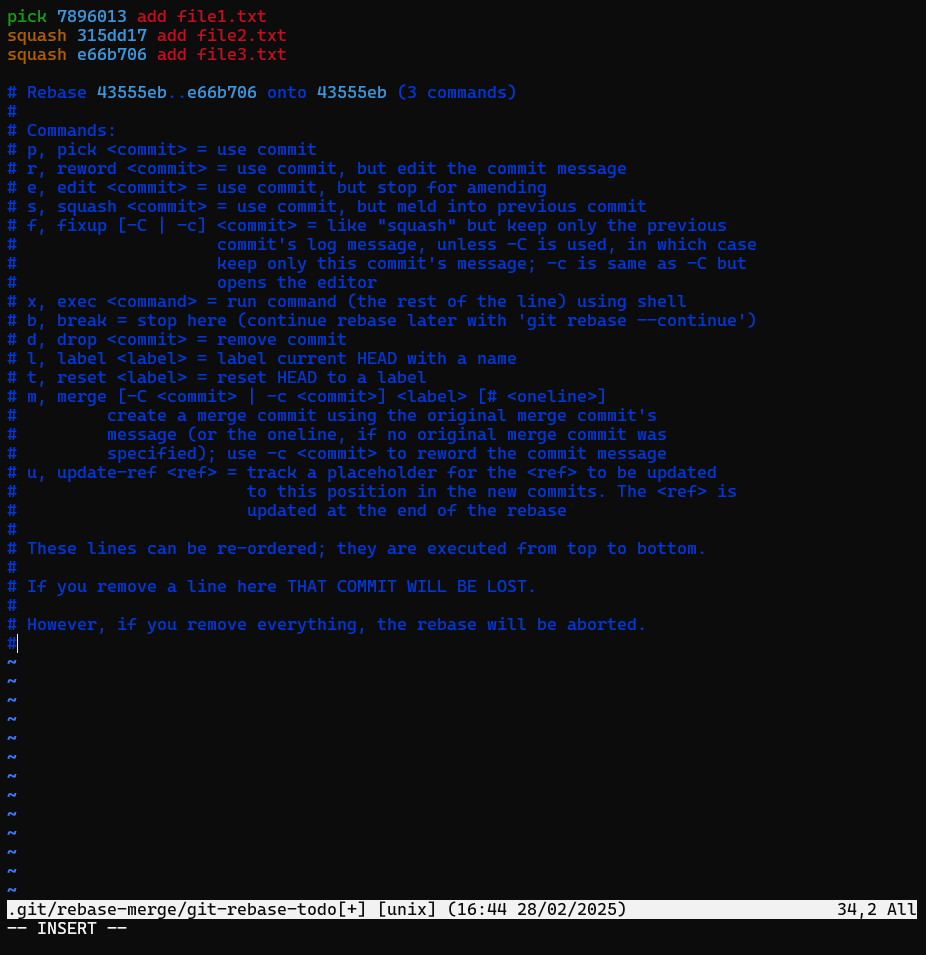 pick 7896013 add file1.txt
squash 315dd17 add file2.txt
squash e66b706 add file3.txt

# Rebase 43555eb..e66b706 onto 43555eb (3 commands)
#
# Commands:
# p, pick <commit> = use commit
# r, reword <commit> = use commit, but edit the commit message
# e, edit <commit> = use commit, but stop for amending
# s, squash <commit> = use commit, but meld into previous commit
# f, fixup [-C | -c] <commit> = like "squash" but keep only the previous
#                    commit's log message, unless -C is used, in which case
#                    keep only this commit's message; -c is same as -C but
#                    opens the editor
# x, exec <command> = run command (the rest of the line) using shell
# b, break = stop here (continue rebase later with 'git rebase --continue')
# d, drop <commit> = remove commit
# l, label <label> = label current HEAD with a name
# t, reset <label> = reset HEAD to a label
# m, merge [-C <commit> | -c <commit>] <label> [# <oneline>]
#         create a merge commit using the original merge commit's
#         message (or the oneline, if no original merge commit was
#         specified); use -c <commit> to reword the commit message
# u, update-ref <ref> = track a placeholder for the <ref> to be updated
#                       to this position in the new commits. The <ref> is
#                       updated at the end of the rebase
#
# These lines can be re-ordered; they are executed from top to bottom.
#
# If you remove a line here THAT COMMIT WILL BE LOST.
#
# However, if you remove everything, the rebase will be aborted.
#
~
~
~
~
~
~
~
~
~
~
~
~
~
.git/rebase-merge/git-rebase-todo[+] [unix] (16:44 28/02/2025) 34,2 All
-- INSERT --